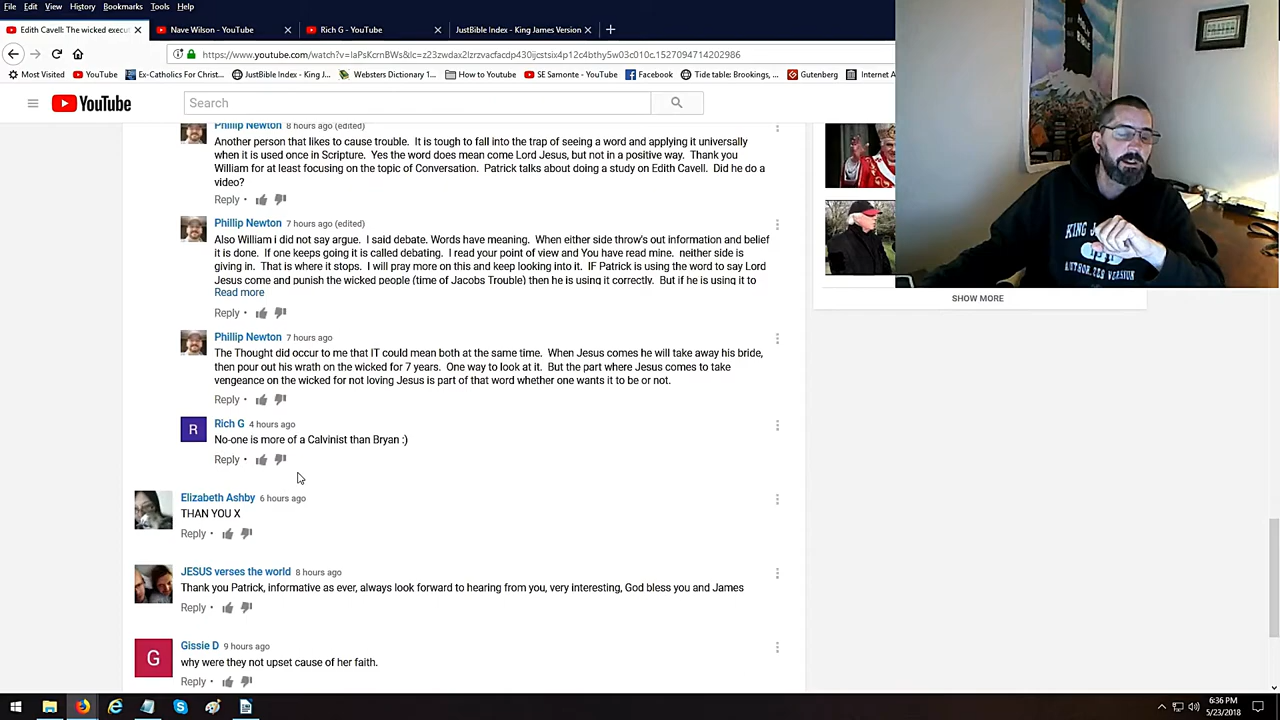 File Edit View History Bookmarks Tools Help
Edith Cavell: The wicked execu × Nave Wilson - YouTube × Rich G - YouTube × JustBible Index - King James Version ×
https://www.youtube.com/watch?v=IaPsKcrnBWs&lc=z23zwdax2lzrzvacfacdp430ijcstsix4p12c4bthy5w03c010c.1527094714202986
Most Visited YouTube Ex-Catholics For Christ... JustBible Index - King J... Websters Dictionary 1... How to Youtube SE Samonte - YouTube Facebook Tide table: Brookings, ... Gutenberg Internet A
YouTube Search
Phillip Newton 8 hours ago (edited)
Another person that likes to cause trouble. It is tough to fall into the trap of seeing a word and applying it universally
when it is used once in Scripture. Yes the word does mean come Lord Jesus, but not in a positive way. Thank you
William for at least focusing on the topic of Conversation. Patrick talks about doing a study on Edith Cavell. Did he do a
video?
Reply
Phillip Newton 7 hours ago (edited)
Also William i did not say argue. I said debate. Words have meaning. When either side throw's out information and belief
it is done. If one keeps going it is called debating. I read your point of view and You have read mine. neither side is
giving in. That is where it stops. I will pray more on this and keep looking into it. IF Patrick is using the word to say Lord
Jesus come and punish the wicked people (time of Jacobs Trouble) then he is using it correctly. But if he is using it to
Read more
Reply
Phillip Newton 7 hours ago
The Thought did occur to me that IT could mean both at the same time. When Jesus comes he will take away his bride,
then pour out his wrath on the wicked for 7 years. One way to look at it. But the part where Jesus comes to take
vengeance on the wicked for not loving Jesus is part of that word whether one wants it to be or not.
Reply
R Rich G 4 hours ago
No-one is more of a Calvinist than Bryan :)
Reply
Elizabeth Ashby 6 hours ago
THAN YOU X
Reply
JESUS verses the world 8 hours ago
Thank you Patrick, informative as ever, always look forward to hearing from you, very interesting, God bless you and James
Reply
G Gissie D 9 hours ago
why were they not upset cause of her faith.
Reply
SHOW MORE
KING JAMES
6:36 PM
5/23/2018